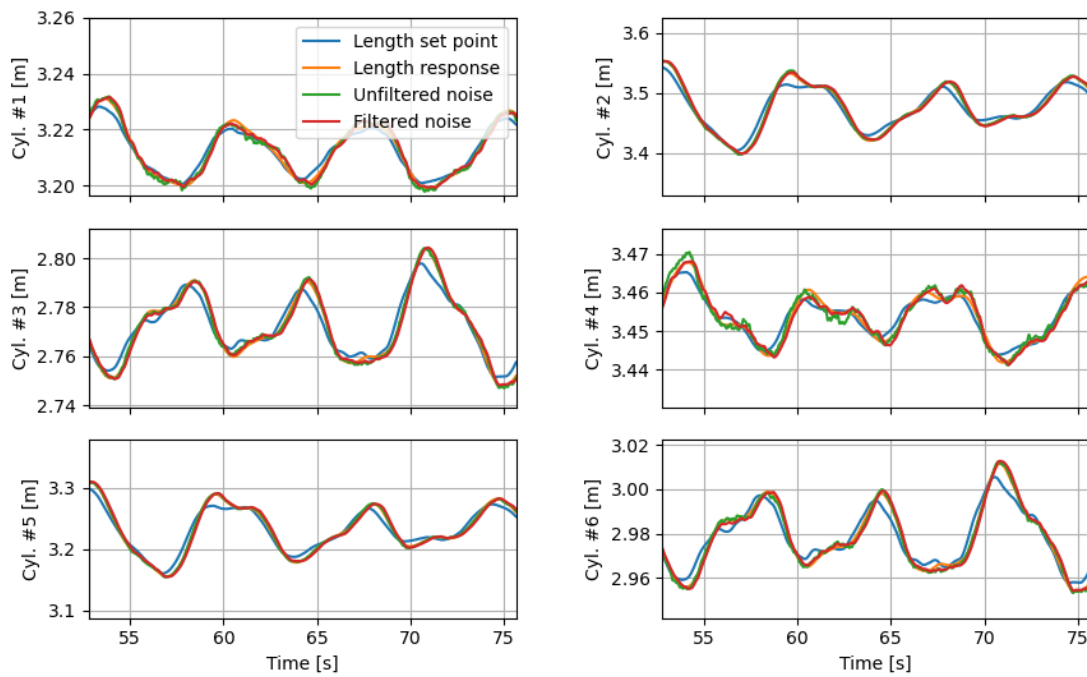 3.26
3.24
3.22
3.20
Cyl. #1 [m]
Length set point
Length response
Unfiltered noise
Filtered noise
3.6
3.5
3.4
Cyl. #2 [m]
2.80
2.78
2.76
2.74
Cyl. #3 [m]
3.47
3.46
3.45
3.44
Cyl. #4 [m]
3.3
3.2
3.1
Cyl. #5 [m]
55 60 65 70 75
Time [s]
3.00
2.98
2.96
Cyl. #6 [m]
55 60 65 70 75
Time [s]